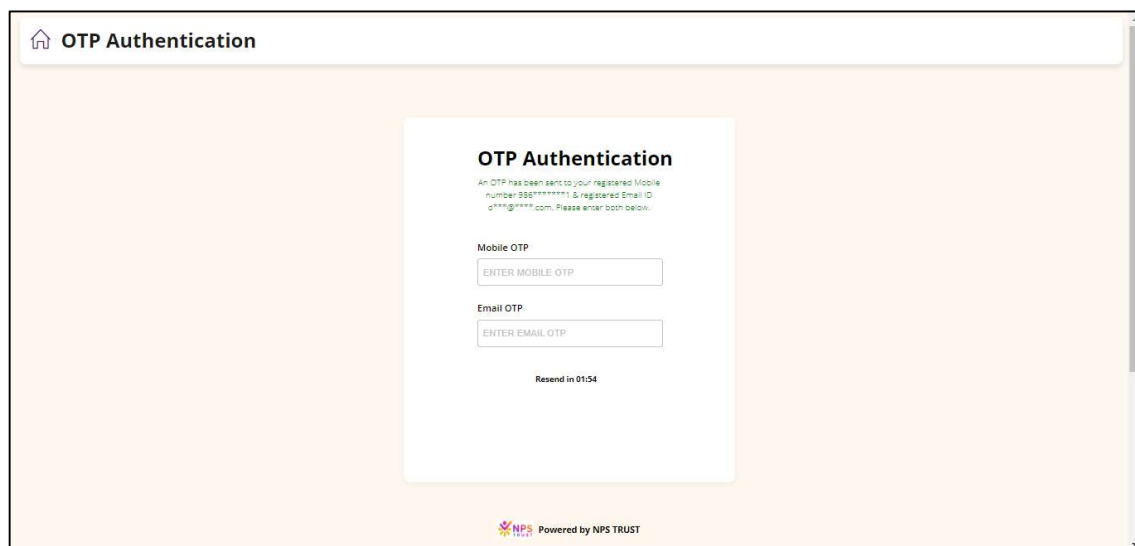 OTP Authentication
OTP Authentication
An OTP has been sent to your registered Mobile
number 986*******1 & registered Email ID
d***@****.com. Please enter both below.
Mobile OTP
ENTER MOBILE OTP
Email OTP
ENTER EMAIL OTP
Resend in 01:54
NPS TRUST Powered by NPS TRUST